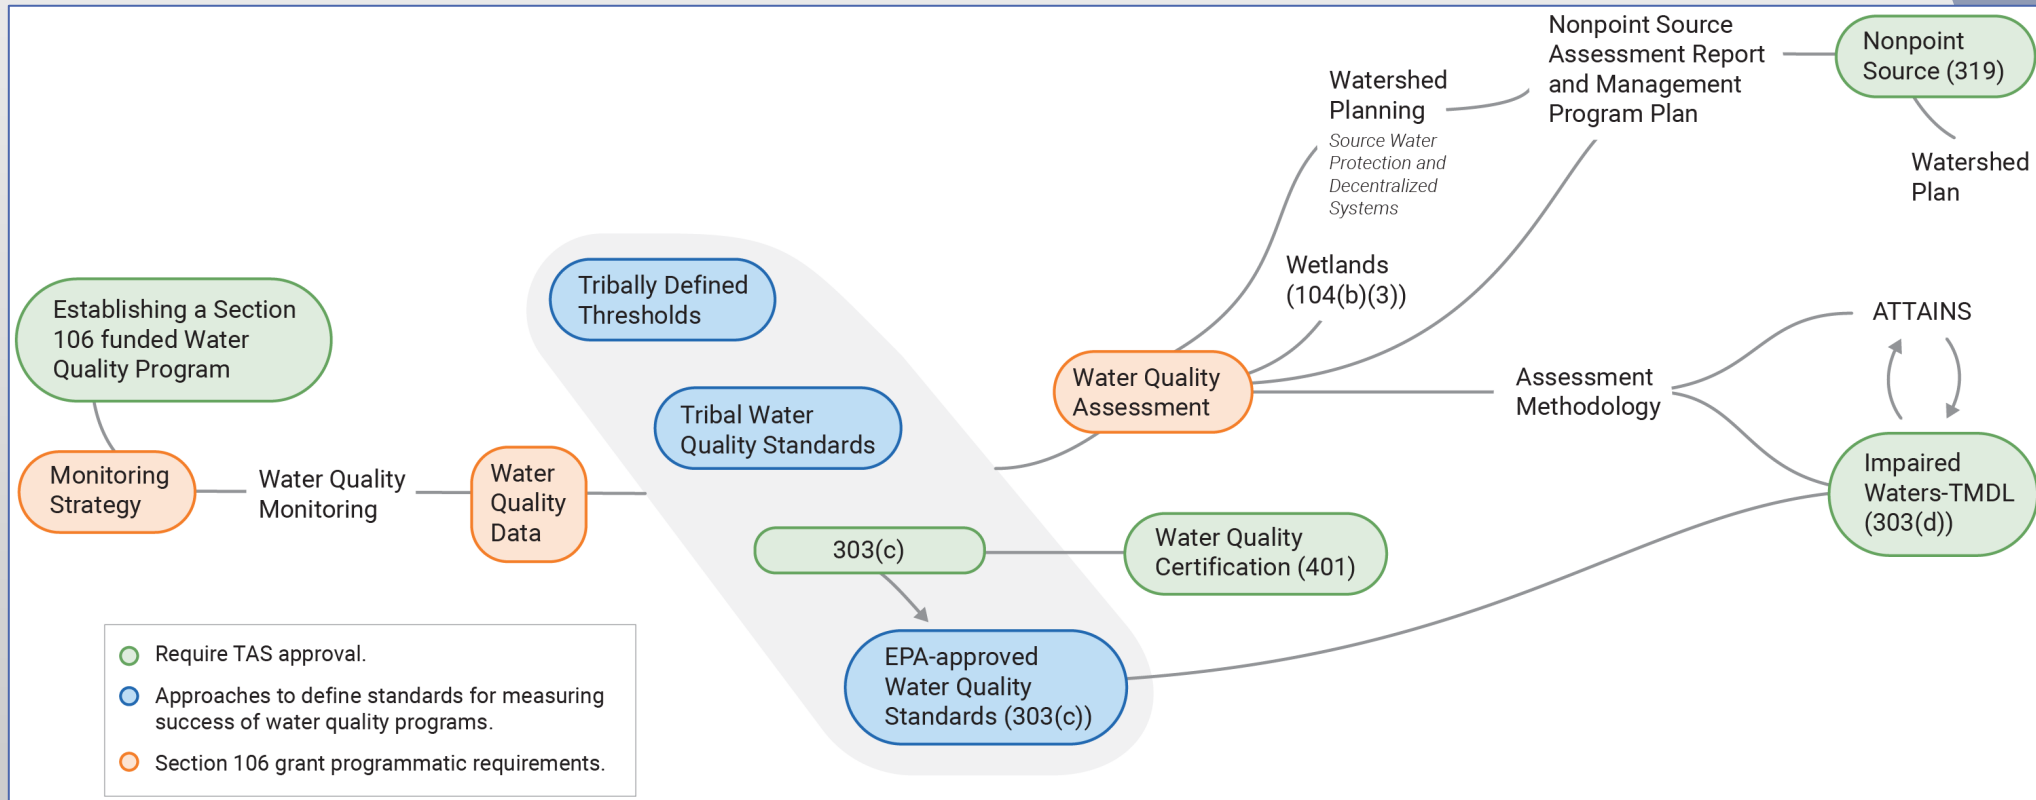 Establishing a Section
106 funded Water
Quality Program
Monitoring
Strategy
Water Quality
Monitoring
Water
Quality
Data
Tribally Defined
Thresholds
Tribal Water
Quality Standards
303(c)
EPA-approved
Water Quality
Standards (303(c))
Water Quality
Certification (401)
Water Quality
Assessment
Watershed
Planning
Source Water
Protection and
Decentralized
Systems
Wetlands
(104(b)(3))
Nonpoint Source
Assessment Report
and Management
Program Plan
Nonpoint
Source (319)
Watershed
Plan
Assessment
Methodology
ATTAINS
Impaired
Waters-TMDL
(303(d))
Require TAS approval.
Approaches to define standards for measuring
success of water quality programs.
Section 106 grant programmatic requirements.